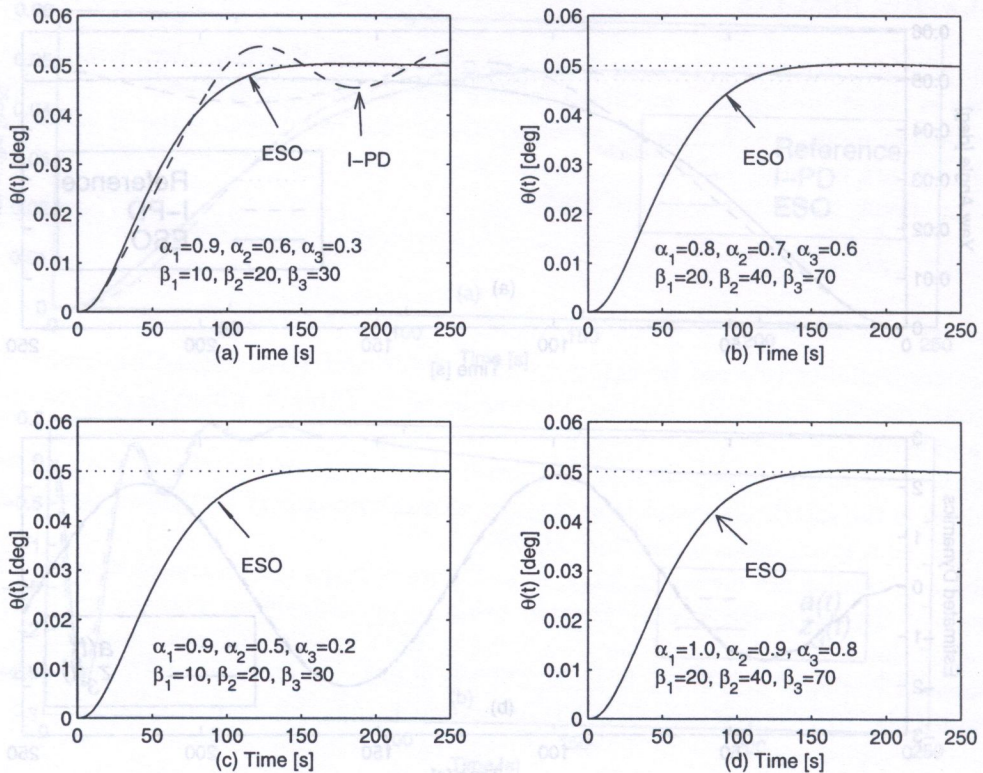 0.06
0.05
0.04
0.03
0.02
0.01
0
θ(t) [deg]
ESO
I–PD
α1=0.9, α2=0.6, α3=0.3
β1=10, β2=20, β3=30
0 50 100 150 200 250
(a) Time [s]
0.06
0.05
0.04
0.03
0.02
0.01
0
θ(t) [deg]
ESO
α1=0.8, α2=0.7, α3=0.6
β1=20, β2=40, β3=70
0 50 100 150 200 250
(b) Time [s]
0.06
0.05
0.04
0.03
0.02
0.01
0
θ(t) [deg]
ESO
α1=0.9, α2=0.5, α3=0.2
β1=10, β2=20, β3=30
0 50 100 150 200 250
(c) Time [s]
0.06
0.05
0.04
0.03
0.02
0.01
0
θ(t) [deg]
ESO
α1=1.0, α2=0.9, α3=0.8
β1=20, β2=40, β3=70
0 50 100 150 200 250
(d) Time [s]